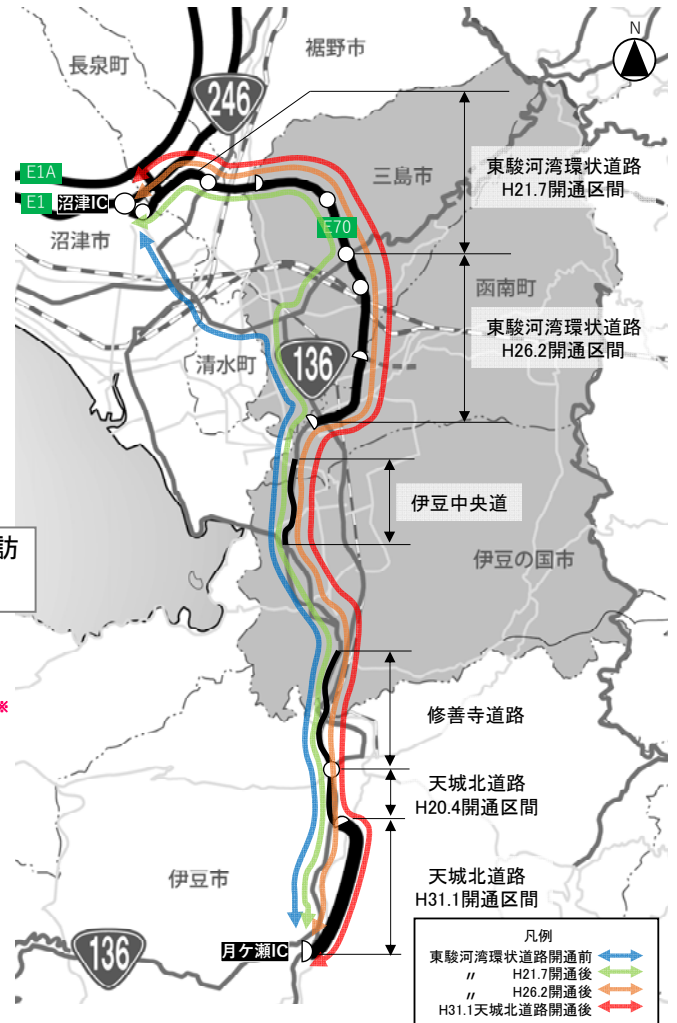 裾野市
N
長泉町
246
東駿河湾環状道路
H21.7開通区間
三島市
E1A
E1
沼津IC
沼津市
E70
函南町
東駿河湾環状道路
H26.2開通区間
清水町
136
伊豆中央道
訪
伊豆の国市
※
修善寺道路
天城北道路
H20.4開通区間
伊豆市
天城北道路
H31.1開通区間
136
月ケ瀬IC
凡例
東駿河湾環状道路開通前
〃 H21.7開通後
〃 H26.2開通後
H31.1天城北道路開通後